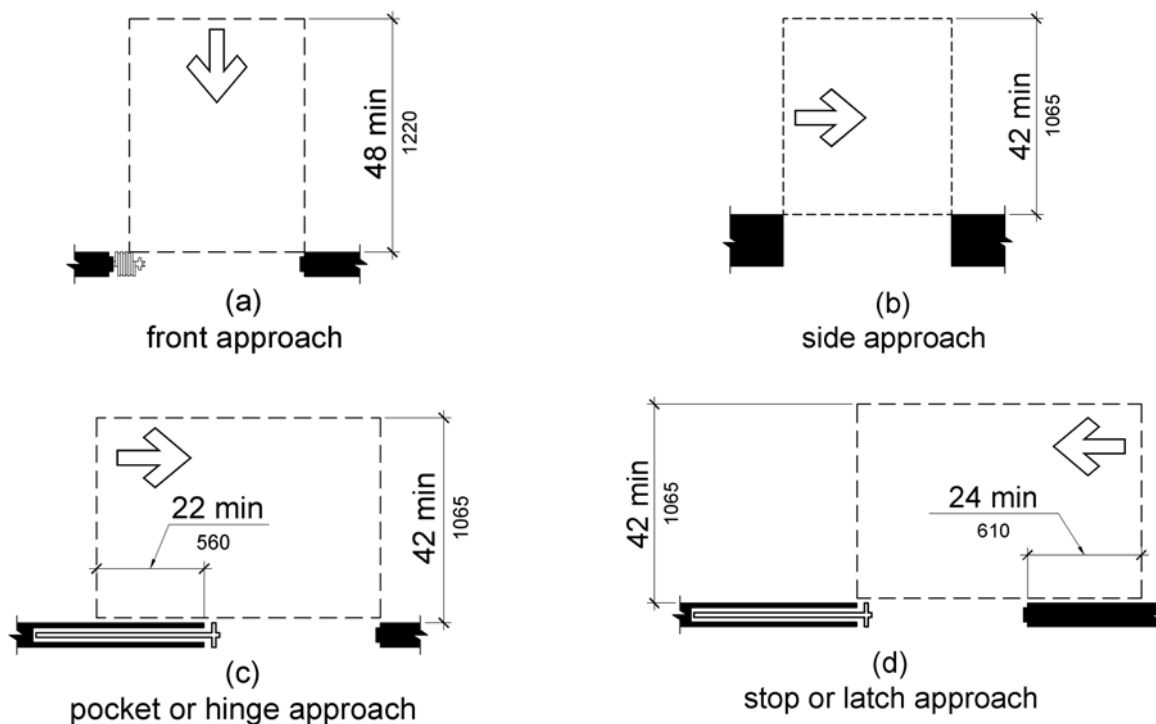 48 min
1220
(a)
front approach
42 min
1065
(b)
side approach
22 min
560
42 min
1065
(c)
pocket or hinge approach
42 min
1065
24 min
610
(d)
stop or latch approach